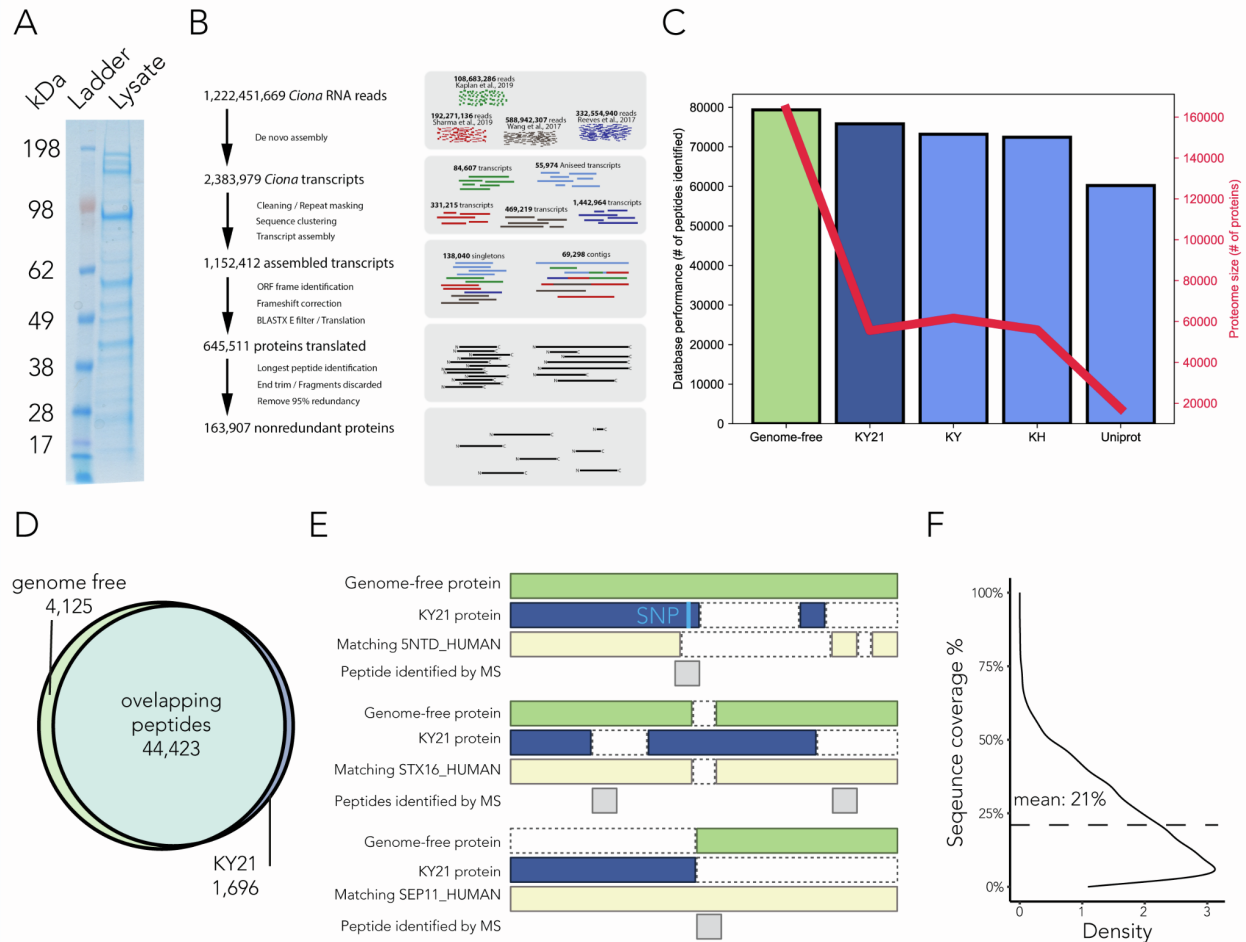 A
kDa
Ladder
Lysate
198
98
62
49
38
28
17
B
1,222,451,669 Ciona RNA reads
De novo assembly
2,383,979 Ciona transcripts
Cleaning / Repeat masking
Sequence clustering
Transcript assembly
1,152,412 assembled transcripts
ORF frame identification
Frameshift correction
BLASTX E filter / Translation
645,511 proteins translated
Longest peptide identification
End trim / Fragments discarded
Remove 95% redundancy
163,907 nonredundant proteins
108,683,286 reads
Kaplan et al., 2019
192,271,136 reads
Sharma et al., 2019
588,942,307 reads
Wang et al., 2017
332,554,940 reads
Reeves et al., 2017
84,607 transcripts
55,974 Aniseed transcripts
331,215 transcripts
469,219 transcripts
1,442,964 transcripts
138,040 singletons
69,298 contigs
C
Database performance (# of peptides identified)
80000
70000
60000
50000
40000
30000
20000
10000
0
Genome-free
KY21
KY
KH
Uniprot
160000
140000
120000
100000
80000
60000
40000
20000
Proteome size (# of proteins)
D
genome free
4,125
ovelapping
peptides
44,423
KY21
1,696
E
Genome-free protein
KY21 protein
SNP
Matching 5NTD_HUMAN
Peptide identified by MS
Genome-free protein
KY21 protein
Matching STX16_HUMAN
Peptides identified by MS
Genome-free protein
KY21 protein
Matching SEP11_HUMAN
Peptide identified by MS
F
Seqeunce coverage %
100%
75%
50%
25%
0%
mean: 21%
0
1
2
3
Density